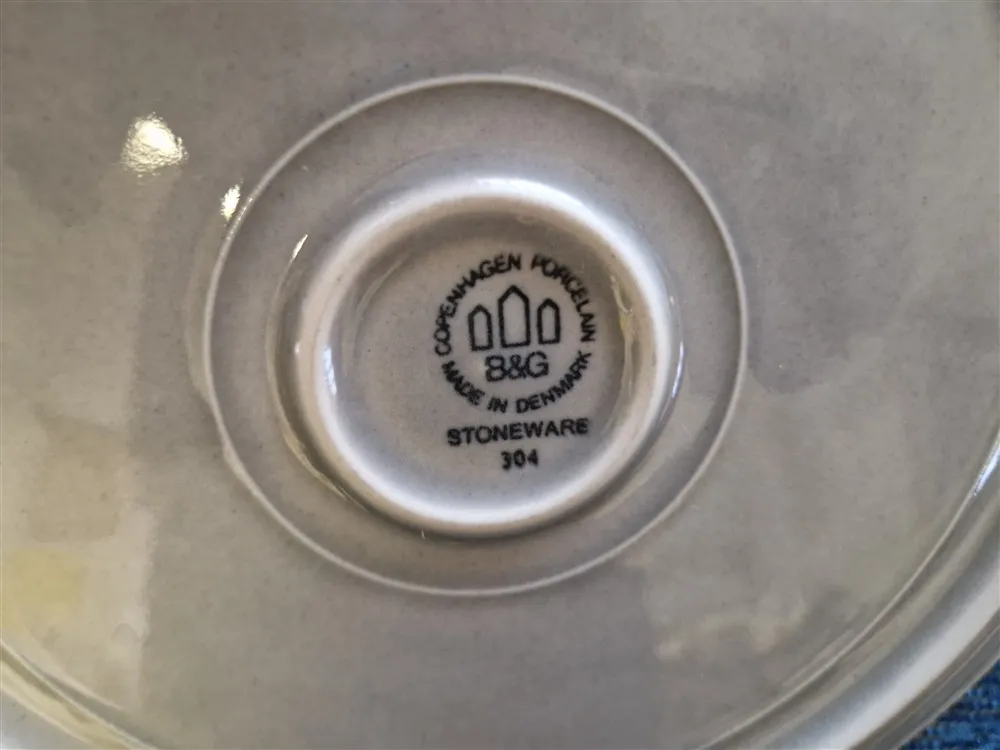 COPENHAGEN PORCELAIN
B&G
MADE IN DENMARK
STONEWARE
304